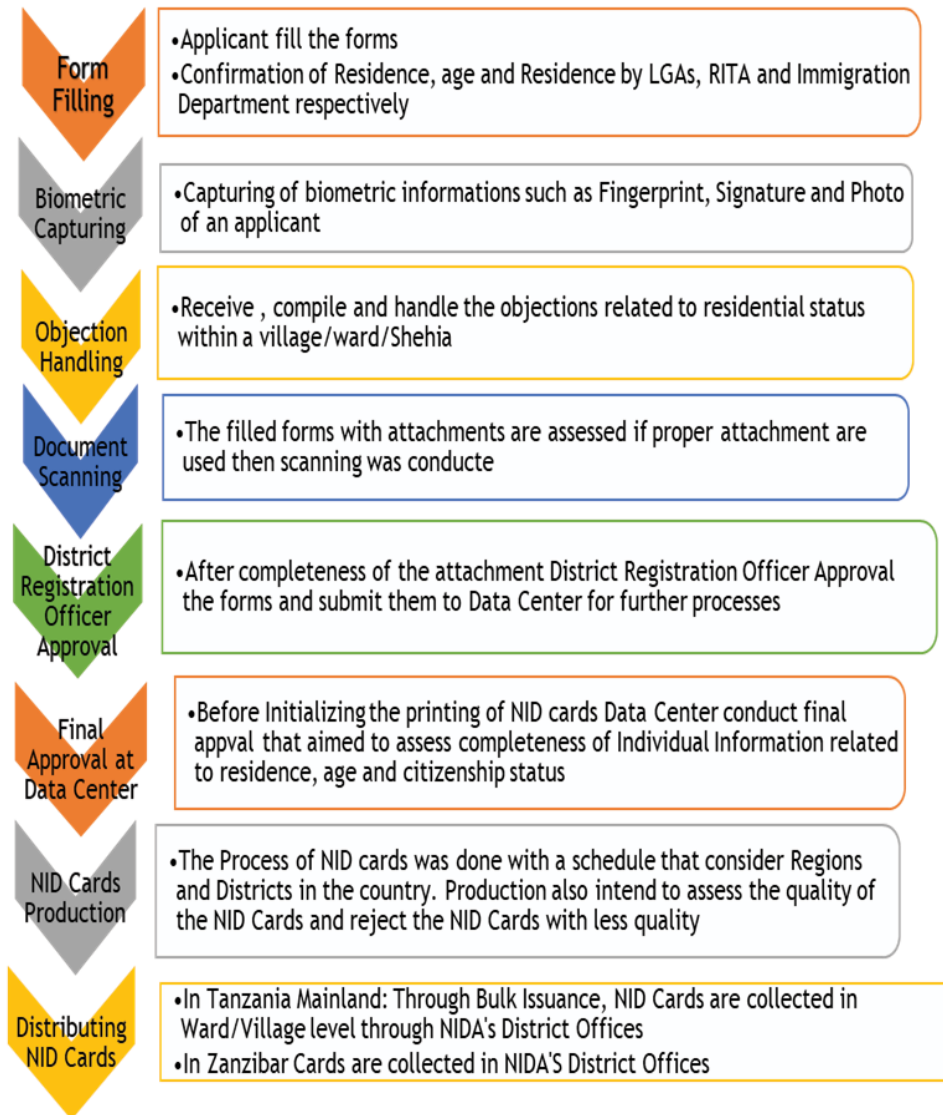 Form
Filling
•Applicant fill the forms
•Confirmation of Residence, age and Residence by LGAs, RITA and Immigration
Department respectively
Biometric
Capturing
•Capturing of biometric informations such as Fingerprint, Signature and Photo
of an applicant
Objection
Handling
•Receive , compile and handle the objections related to residential status
within a village/ward/Shehia
Document
Scanning
•The filled forms with attachments are assessed if proper attachment are
used then scanning was conducte
District
Registration
Officer
Approval
•After completeness of the attachment District Registration Officer Approval
the forms and submit them to Data Center for further processes
Final
Approval at
Data Center
•Before Initializing the printing of NID cards Data Center conduct final
appval that aimed to assess completeness of Individual Information related
to residence, age and citizenship status
NID Cards
Production
•The Process of NID cards was done with a schedule that consider Regions
and Districts in the country. Production also intend to assess the quality of
the NID Cards and reject the NID Cards with less quality
Distributing
NID Cards
•In Tanzania Mainland: Through Bulk Issuance, NID Cards are collected in
Ward/Village level through NIDA's District Offices
•In Zanzibar Cards are collected in NIDA'S District Offices